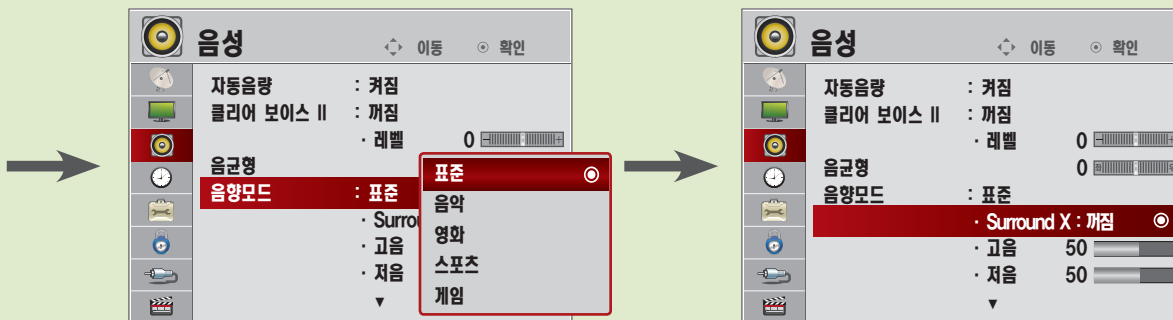 음성 이동 확인
자동음량 : 켜짐
클리어 보이스 II : 꺼짐
· 레벨 0 - +
음균형
음향모드 : 표준
· Surrou
· 고음
· 저음
▼
표준
음악
영화
스포츠
게임
음성 이동 확인
자동음량 : 켜짐
클리어 보이스 II : 꺼짐
· 레벨 0 -
음균형 0 좌
음향모드 : 표준
· Surround X : 꺼짐
· 고음 50
· 저음 50
▼